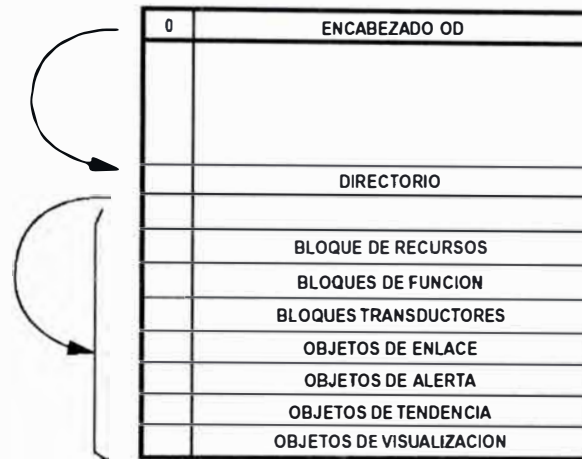 0 ENCABEZADO OD
DIRECTORIO
BLOQUE DE RECURSOS
BLOQUES DE FUNCION
BLOQUES TRANSDUCTORES
OBJETOS DE ENLACE
OBJETOS DE ALERTA
OBJETOS DE TENDENCIA
OBJETOS DE VISUALIZACION